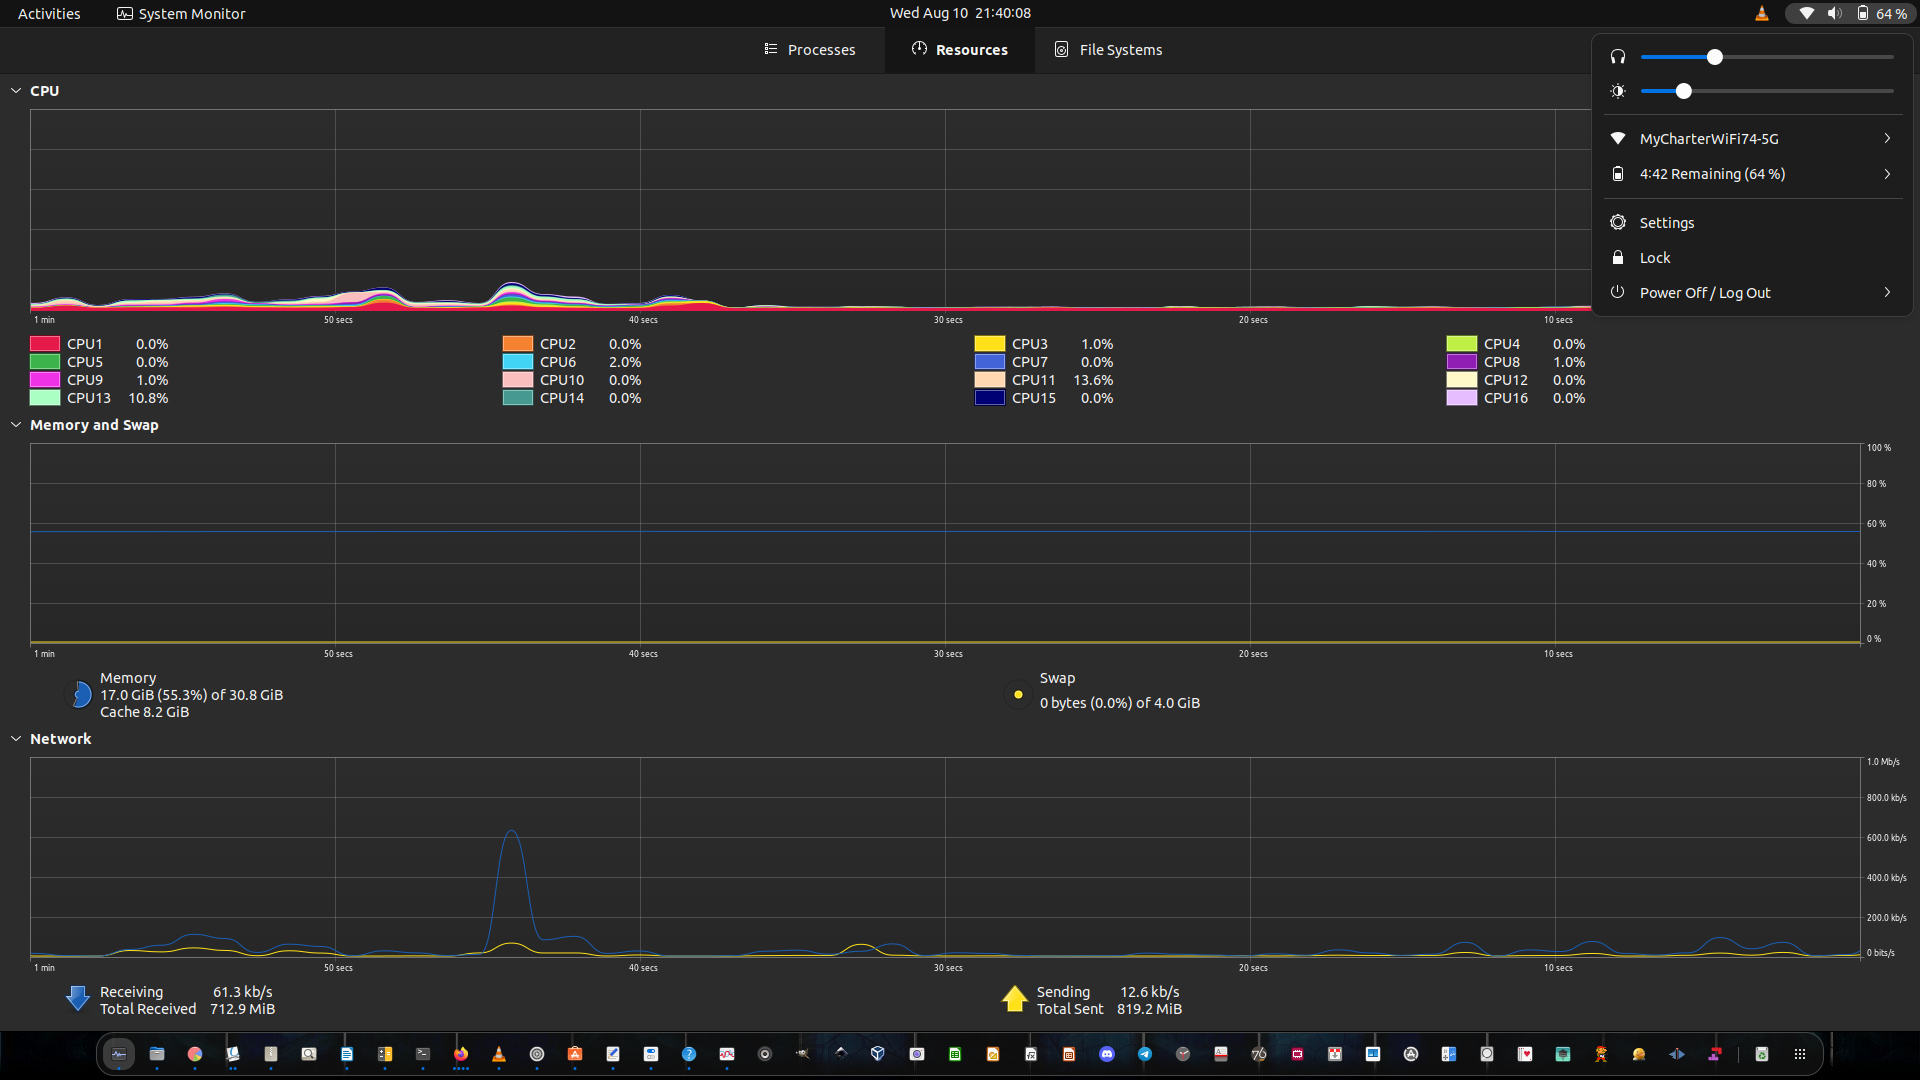 Activities
System Monitor
Wed Aug 10 21:40:08
64 %
Processes
Resources
File Systems
CPU
1 min
50 secs
40 secs
30 secs
20 secs
10 secs
CPU1 0.0%
CPU2 0.0%
CPU3 1.0%
CPU4 0.0%
CPU5 0.0%
CPU6 2.0%
CPU7 0.0%
CPU8 1.0%
CPU9 1.0%
CPU10 0.0%
CPU11 13.6%
CPU12 0.0%
CPU13 10.8%
CPU14 0.0%
CPU15 0.0%
CPU16 0.0%
MyCharterWiFi74-5G
4:42 Remaining (64 %)
Settings
Lock
Power Off / Log Out
Memory and Swap
100 %
80 %
60 %
40 %
20 %
0 %
1 min
50 secs
40 secs
30 secs
20 secs
10 secs
Memory
17.0 GiB (55.3%) of 30.8 GiB
Cache 8.2 GiB
Swap
0 bytes (0.0%) of 4.0 GiB
Network
1.0 Mb/s
800.0 kb/s
600.0 kb/s
400.0 kb/s
200.0 kb/s
0 bits/s
1 min
50 secs
40 secs
30 secs
20 secs
10 secs
Receiving 61.3 kb/s
Total Received 712.9 MiB
Sending 12.6 kb/s
Total Sent 819.2 MiB
76